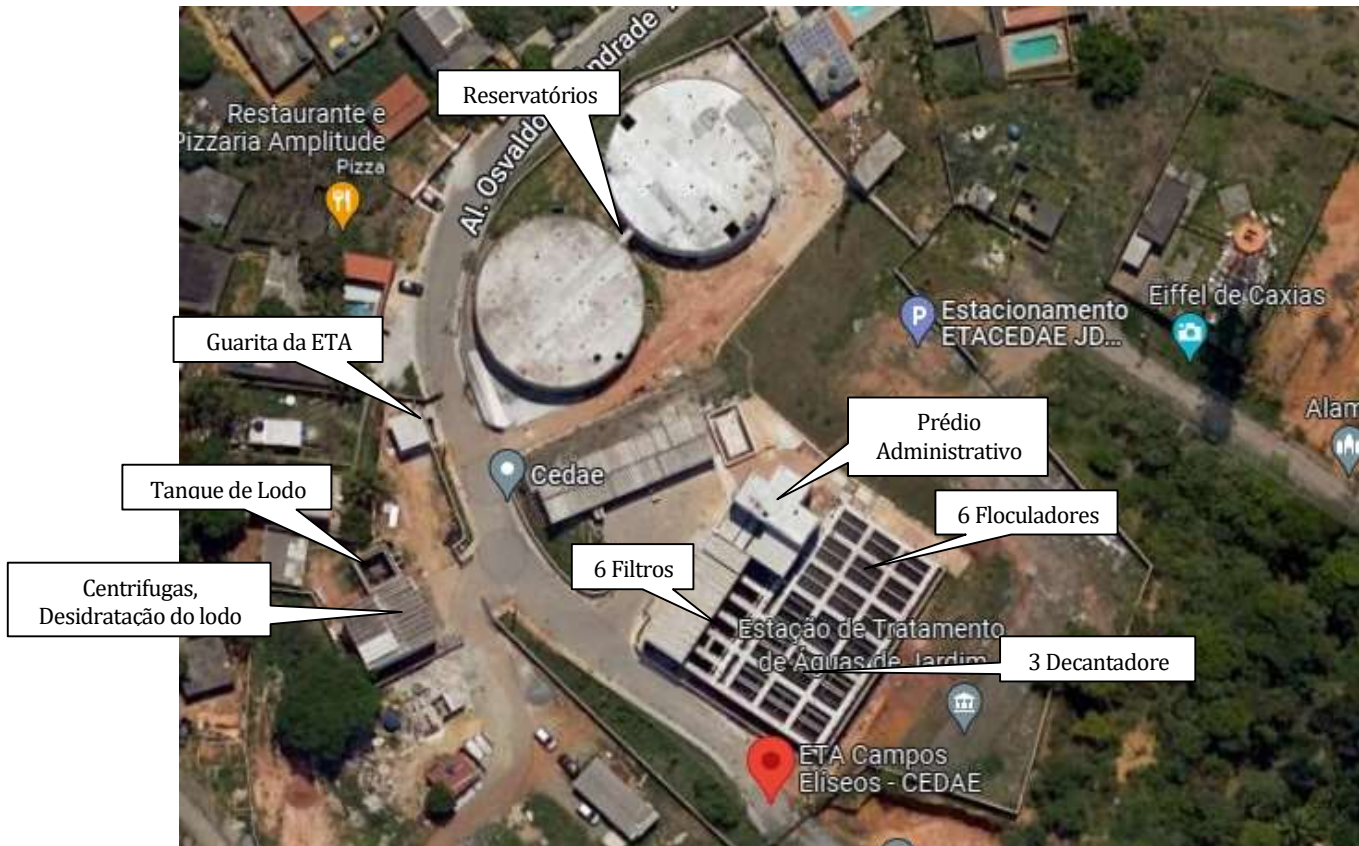 Reservatórios
Restaurante e
Pizzaria Amplitude
Pizza
Al. Osvaldo
ndrade
Estacionamento
ETACEDAE JD...
Eiffel de Caxias
Guarita da ETA
Alam
Prédio
Administrativo
Cedae
Tanque de Lodo
6 Floculadores
6 Filtros
Centrifugas,
Desidratação do lodo
Estação de Tratamento
de Águas de Jardim
3 Decantadore
ETA Campos
Elíseos - CEDAE